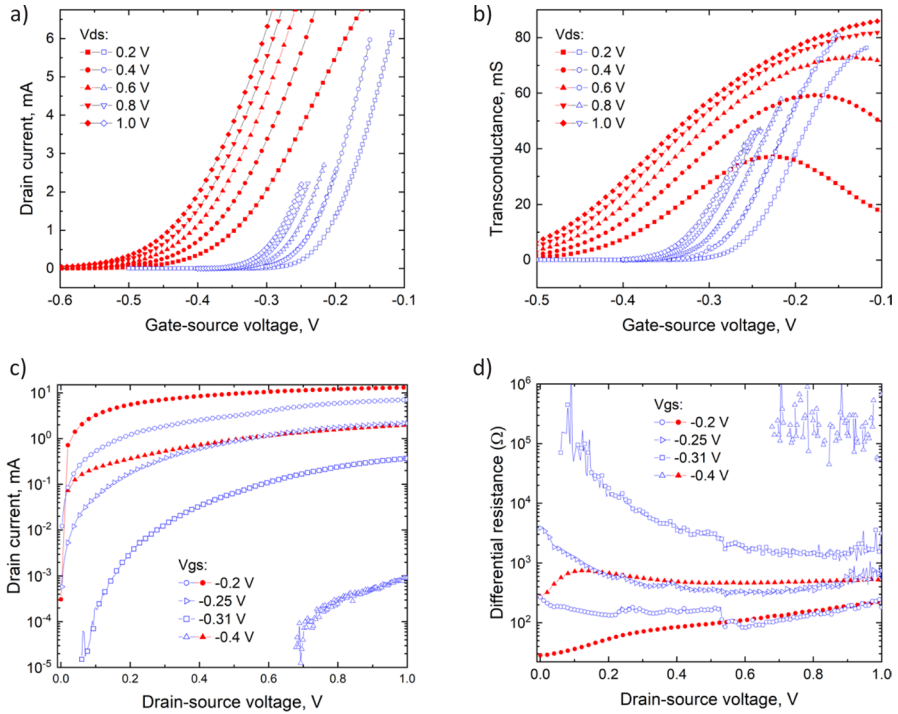 a)
Drain current, mA
6
5
4
3
2
1
0
Vds:
0.2 V
0.4 V
0.6 V
0.8 V
1.0 V
-0.6 -0.5 -0.4 -0.3 -0.2 -0.1
Gate-source voltage, V
b)
Transconductance, mS
80
60
40
20
0
Vds:
0.2 V
0.4 V
0.6 V
0.8 V
1.0 V
-0.5 -0.4 -0.3 -0.2 -0.1
Gate-source voltage, V
c)
Drain current, mA
10^1
10^0
10^-1
10^-2
10^-3
10^-4
10^-5
Vgs:
-0.2 V
-0.25 V
-0.31 V
-0.4 V
0.0 0.2 0.4 0.6 0.8 1.0
Drain-source voltage, V
d)
Differential resistance (Ω)
10^6
10^5
10^4
10^3
10^2
Vgs:
-0.2 V
-0.25 V
-0.31 V
-0.4 V
0.0 0.2 0.4 0.6 0.8 1.0
Drain-source voltage, V